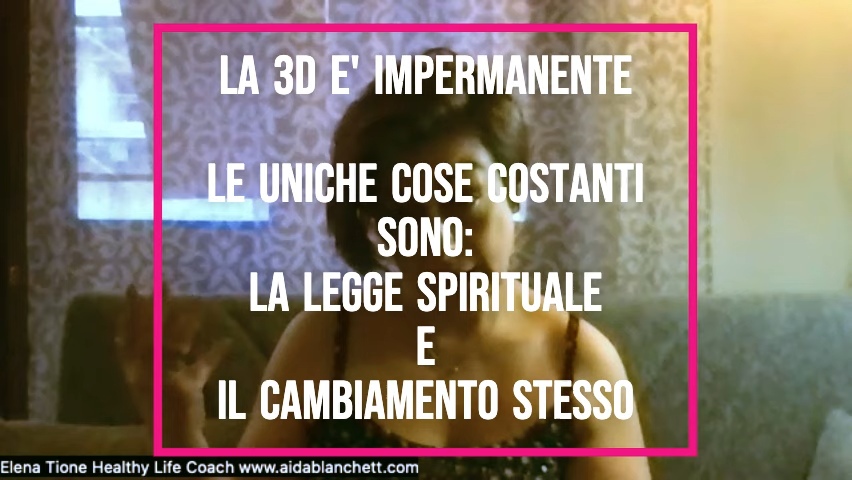 LA 3D E' IMPERMANENTE
LE UNICHE COSE COSTANTI
SONO:
LA LEGGE SPIRITUALE
E
IL CAMBIAMENTO STESSO
Elena Tione Healthy Life Coach www.aidablanchett.com